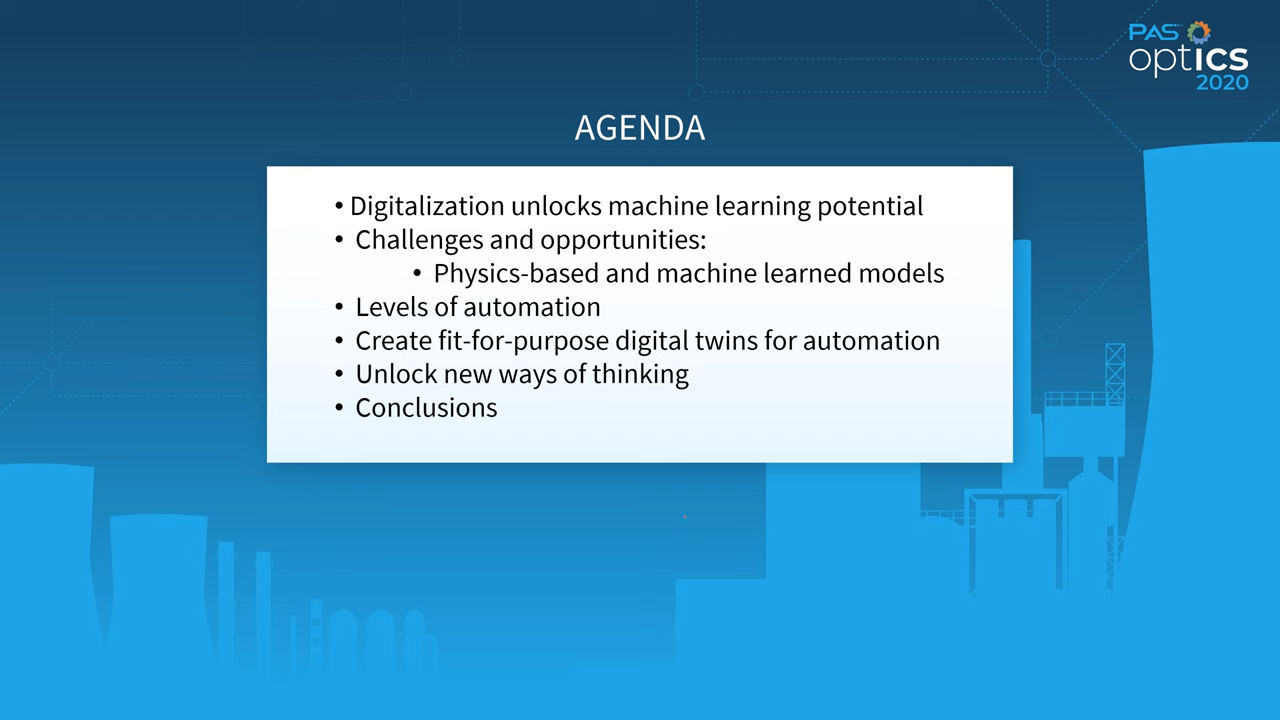 PAS
optICS
2020
AGENDA
• Digitalization unlocks machine learning potential
• Challenges and opportunities:
• Physics-based and machine learned models
• Levels of automation
• Create fit-for-purpose digital twins for automation
• Unlock new ways of thinking
• Conclusions